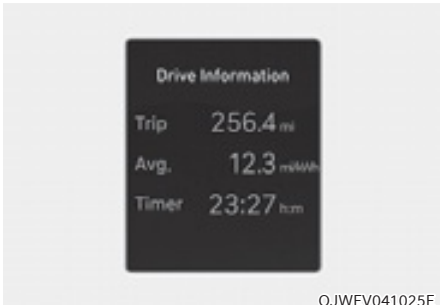 Drive Information
Trip 256.4 mi
Avg. 12.3 mi/kWh
Timer 23:27 h:m
OJWEV041025E